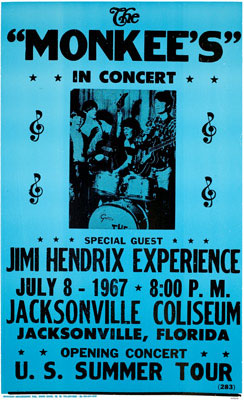 The
"MONKEE'S"
IN CONCERT
SPECIAL GUEST
JIMI HENDRIX EXPERIENCE
JULY 8 - 1967 * 8:00 P. M.
JACKSONVILLE COLISEUM
JACKSONVILLE, FLORIDA
OPENING CONCERT
U. S. SUMMER TOUR
(283)